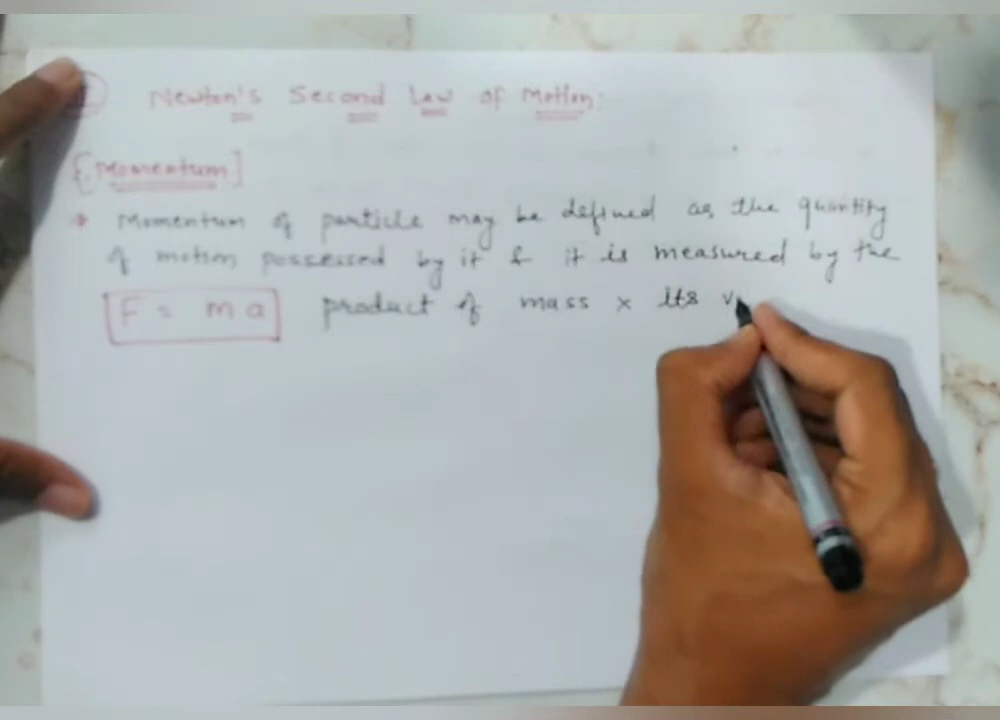 Newton's Second Law of Motion:
[Momentum]
→ Momentum of particle may be defined as the quantity
of motion possessed by it & it is measured by the
F = ma product of mass x its v